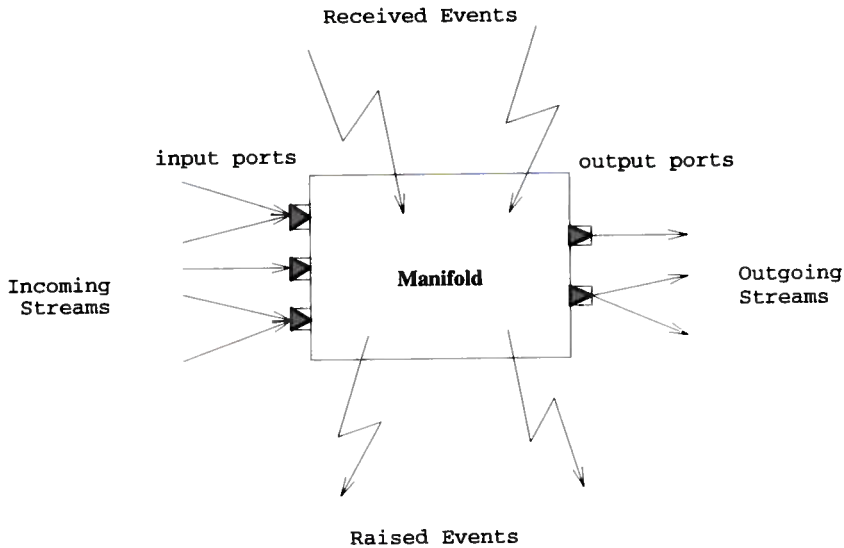 Received Events
input ports
output ports
Incoming
Streams
Manifold
Outgoing
Streams
Raised Events